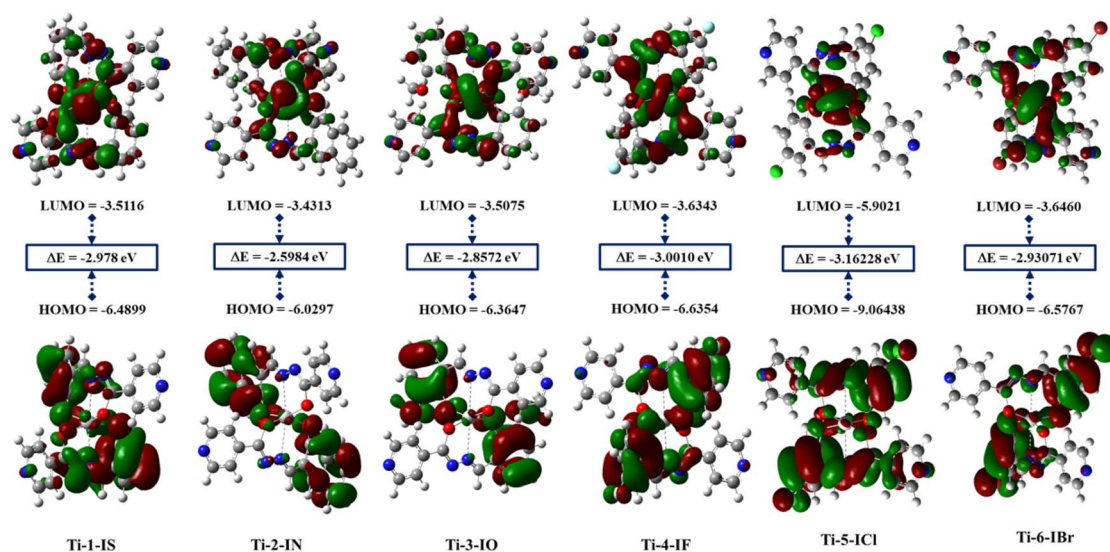 LUMO = -3.5116 LUMO = -3.4313 LUMO = -3.5075 LUMO = -3.6343 LUMO = -5.9021 LUMO = -3.6460
ΔE = -2.978 eV ΔE = -2.5984 eV ΔE = -2.8572 eV ΔE = -3.0010 eV ΔE = -3.16228 eV ΔE = -2.93071 eV
HOMO = -6.4899 HOMO = -6.0297 HOMO = -6.3647 HOMO = -6.6354 HOMO = -9.06438 HOMO = -6.5767
Ti-1-IS Ti-2-IN Ti-3-IO Ti-4-IF Ti-5-ICl Ti-6-IBr